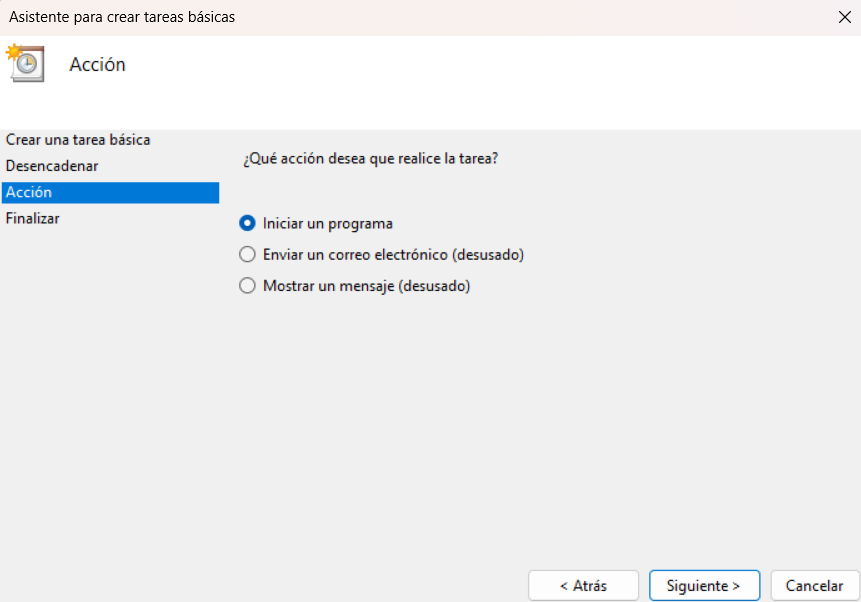 Asistente para crear tareas básicas
Acción
Crear una tarea básica
Desencadenar
Acción
Finalizar
¿Qué acción desea que realice la tarea?
Iniciar un programa
Enviar un correo electrónico (desusado)
Mostrar un mensaje (desusado)
< Atrás
Siguiente >
Cancelar